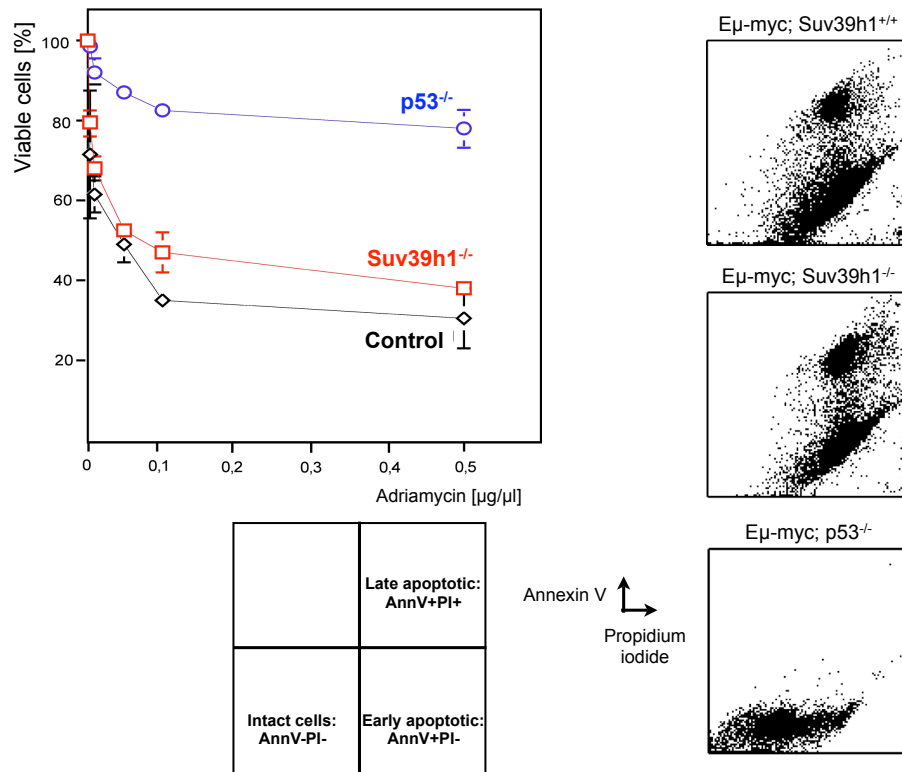 Viable cells [%]
100
80
60
40
20
p53-/-
Suv39h1-/-
Control
0
0,1
0,2
0,3
0,4
0,5
Adriamycin [µg/µl]
Eµ-myc; Suv39h1+/+
Eµ-myc; Suv39h1-/-
Eµ-myc; p53-/-
Late apoptotic:
AnnV+PI+
Intact cells:
AnnV-PI-
Early apoptotic:
AnnV+PI-
Annexin V
Propidium
iodide